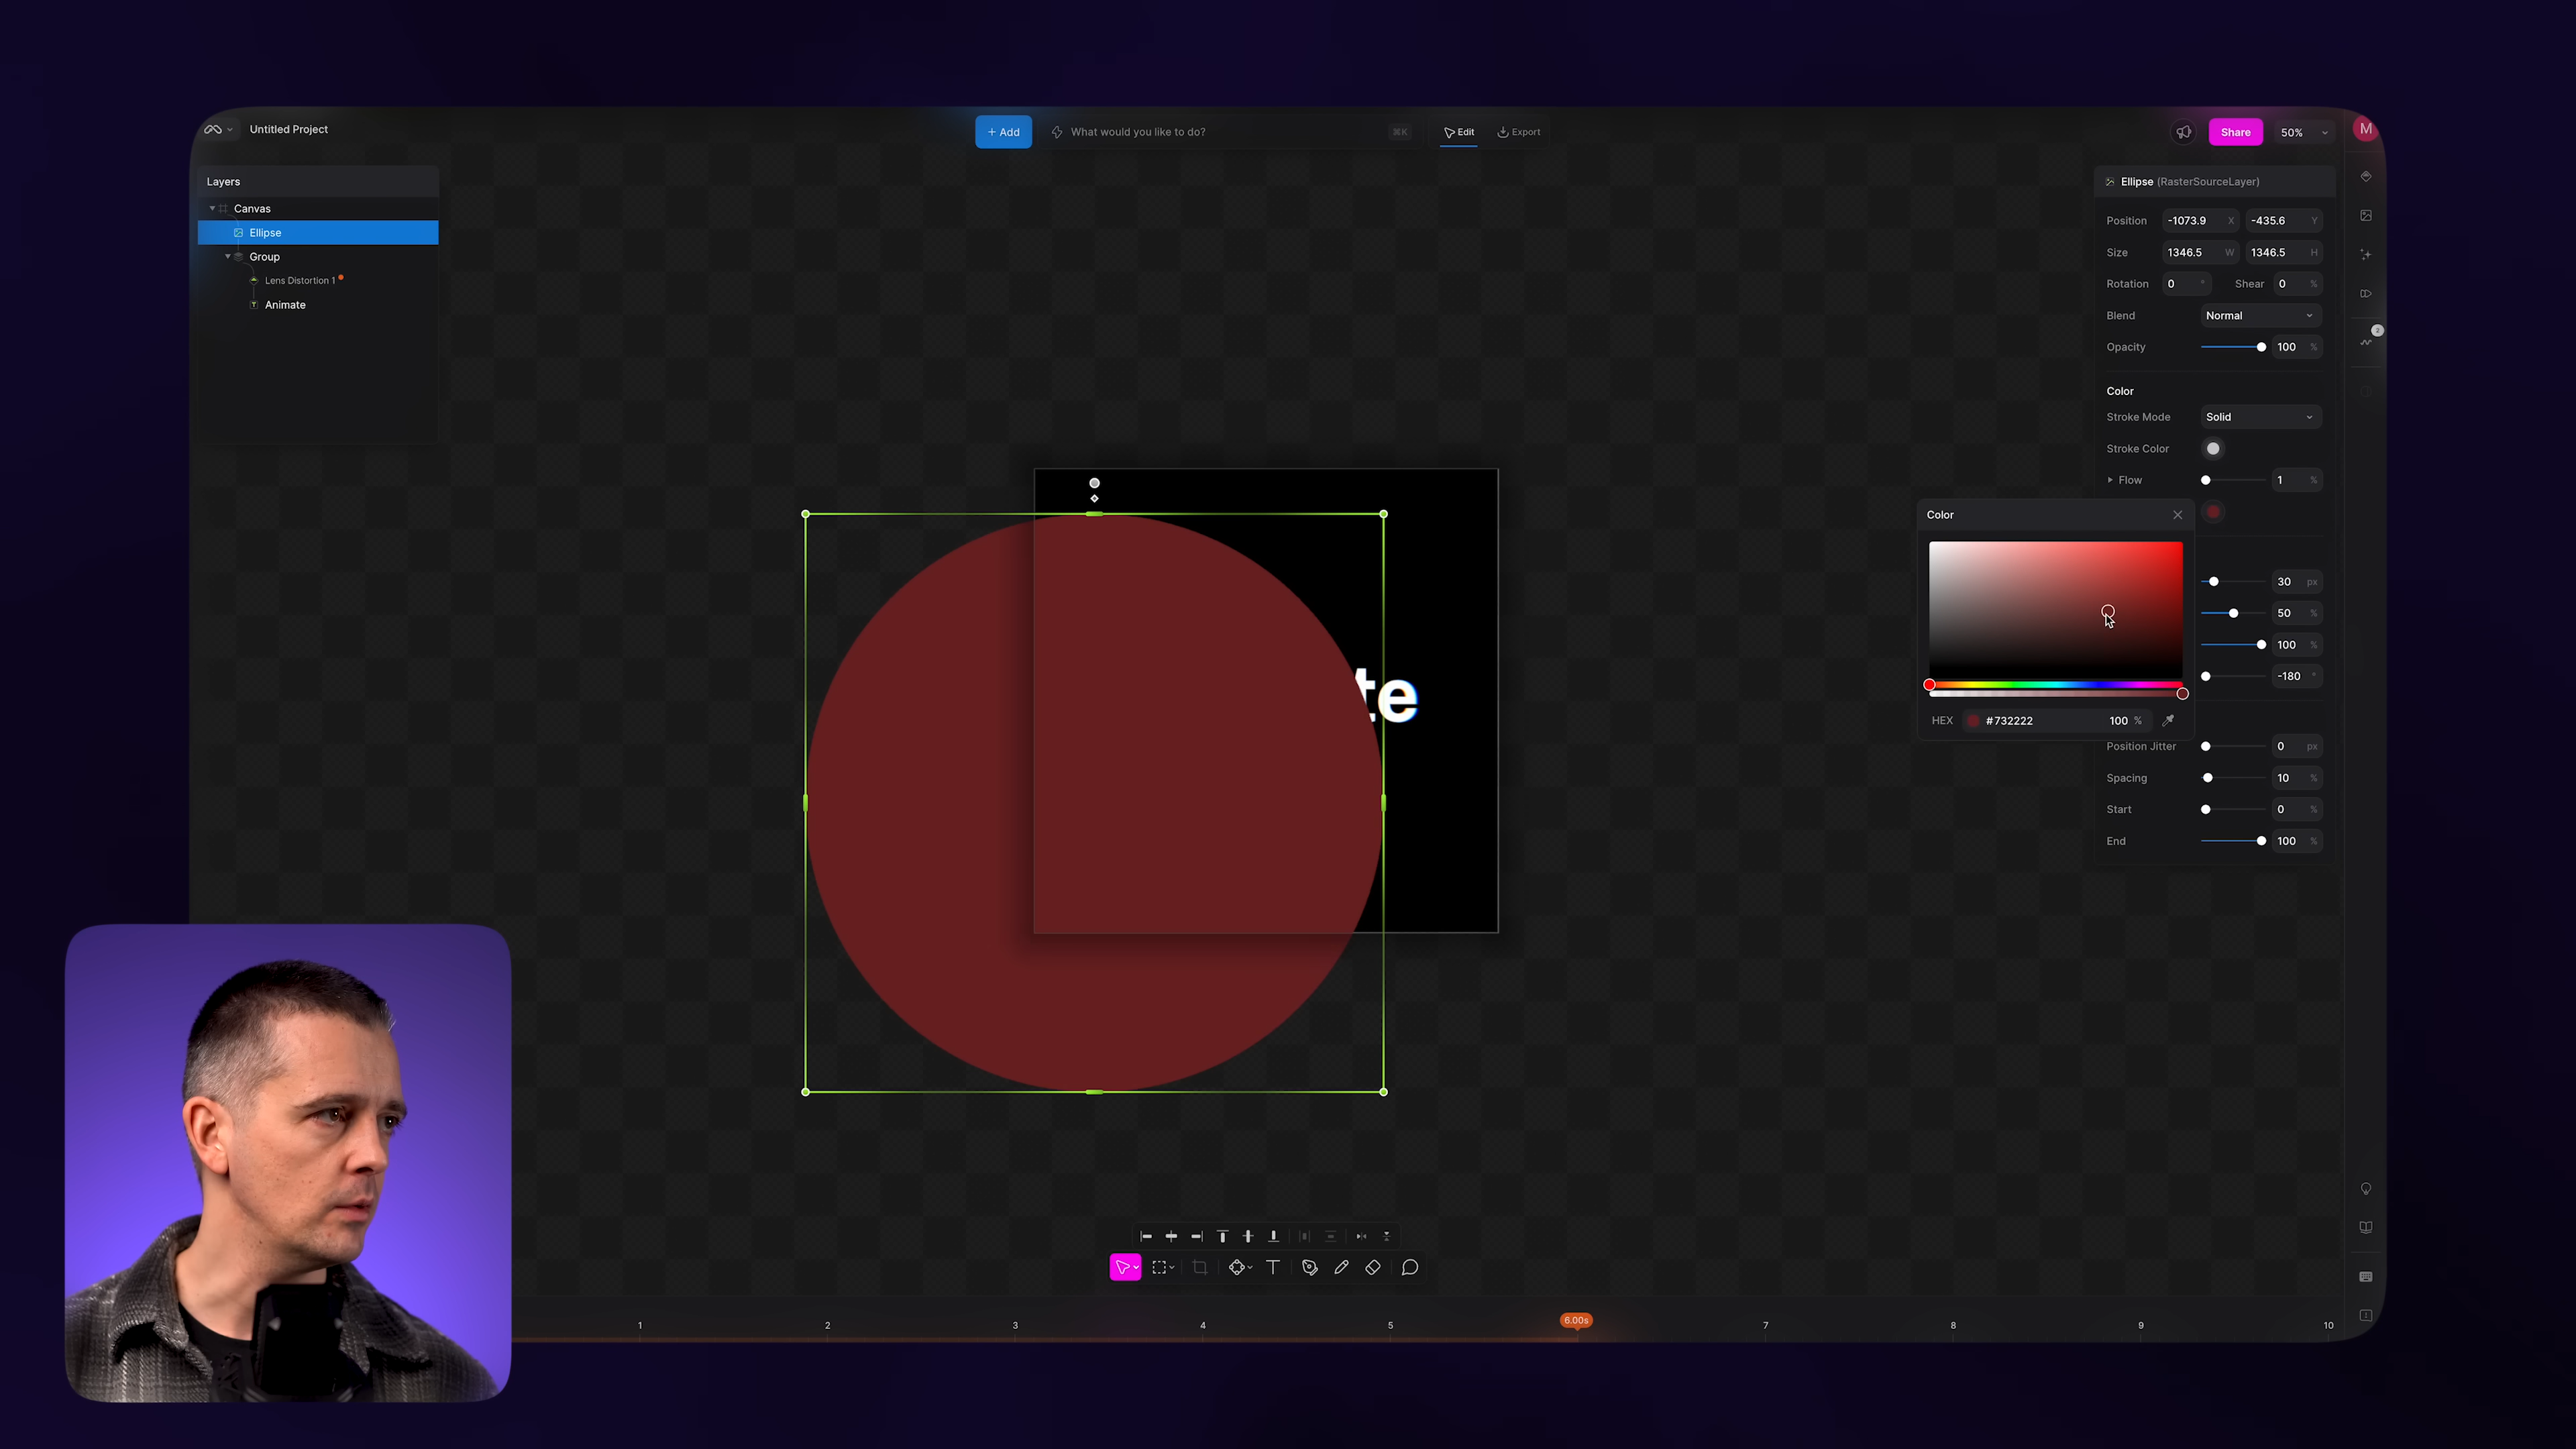 Untitled Project
+ Add
What would you like to do?
⌘K
Edit
Export
Share
50%
M
Layers
Canvas
Ellipse
Group
Lens Distortion 1
Animate
Ellipse (RasterSourceLayer)
Position -1073.9 X -435.6 Y
Size 1346.5 W 1346.5 H
Rotation 0 ° Shear 0 %
Blend Normal
Opacity 100 %
2
Color
Stroke Mode Solid
Stroke Color
Flow 1 %
Color
30 px
50 %
100 %
-180 °
HEX #732222 100 %
Position Jitter 0 px
Spacing 10 %
Start 0 %
End 100 %
te
1 2 3 4 5 6.00s 7 8 9 10